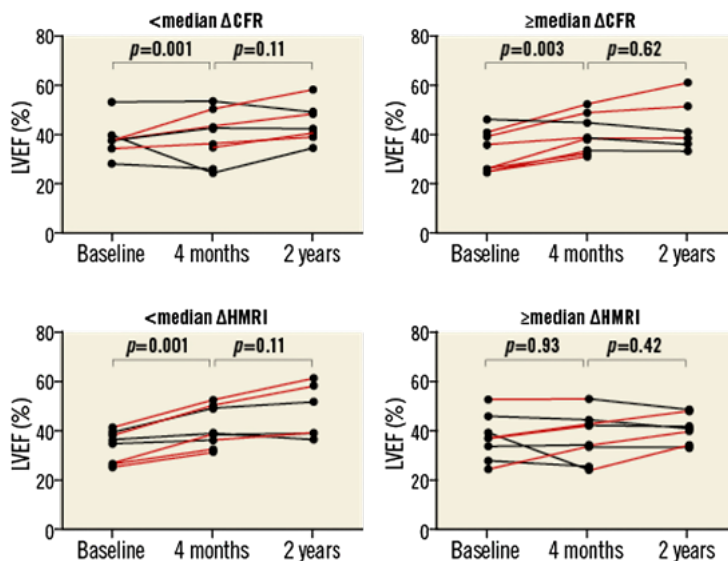 <median ΔCFR
80
60
40
20
0
LVEF (%)
p=0.001
p=0.11
Baseline
4 months
2 years
≥median ΔCFR
80
60
40
20
0
LVEF (%)
p=0.003
p=0.62
Baseline
4 months
2 years
<median ΔHMRI
80
60
40
20
0
LVEF (%)
p=0.001
p=0.11
Baseline
4 months
2 years
≥median ΔHMRI
80
60
40
20
0
LVEF (%)
p=0.93
p=0.42
Baseline
4 months
2 years